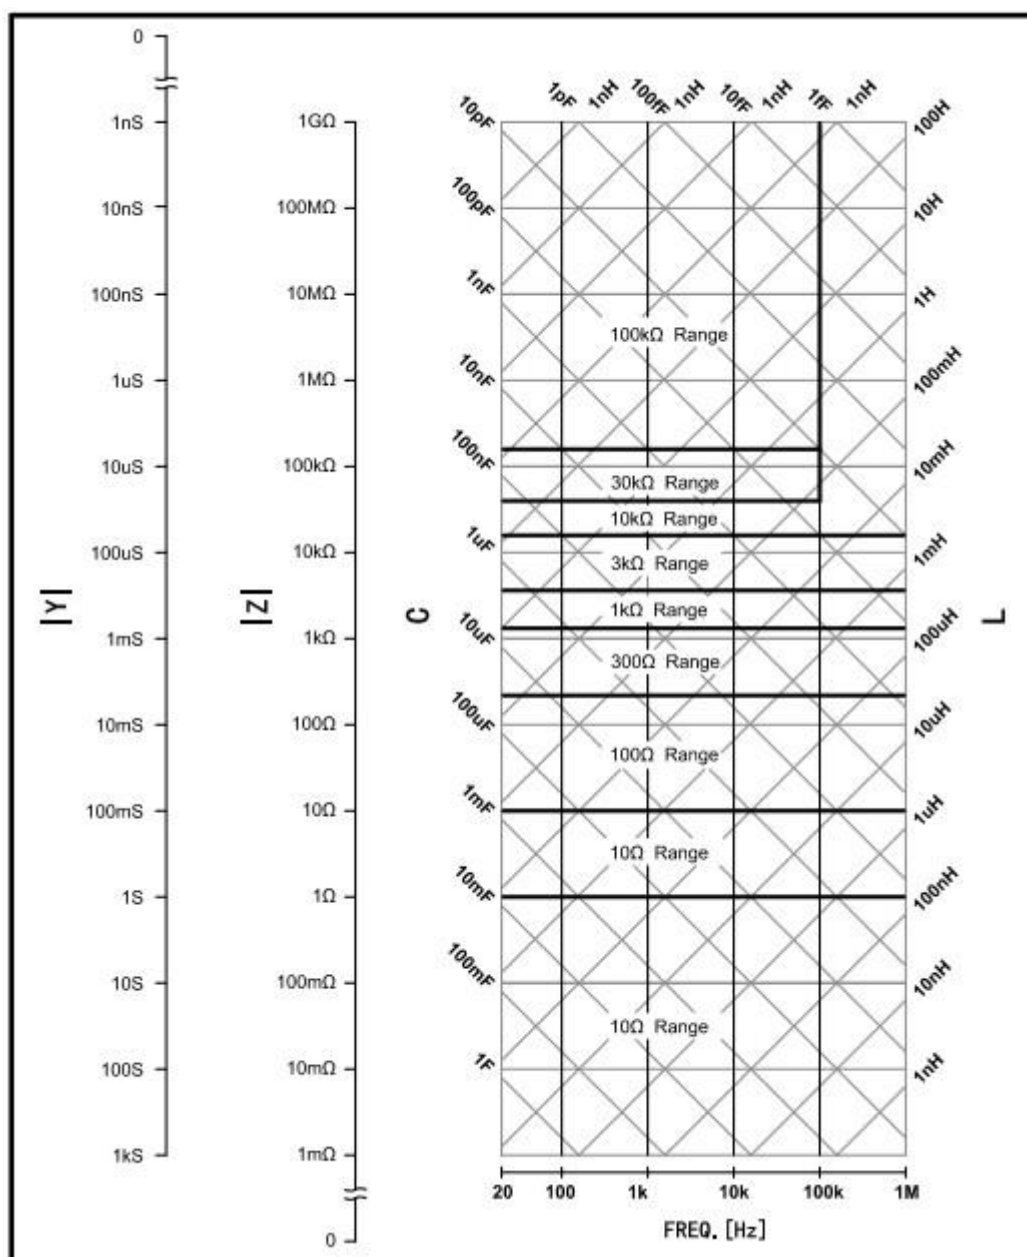 0
1pF 1nH 100fF 1nH 10fF 1nH 1fF 1nH
1nS 1GΩ 10pF 100H
10nS 100MΩ 100pF 10H
100nS 10MΩ 1nF 1H
100kΩ Range
1uS 1MΩ 10nF 100mH
10uS 100kΩ 100nF 10mH
30kΩ Range
10kΩ Range
100uS 10kΩ 1uF 1mH
3kΩ Range
|Y| |Z| C L
1kΩ Range
1mS 1kΩ 10uF 100uH
300Ω Range
10mS 100Ω 100uF 10uH
100Ω Range
100mS 10Ω 1mF 1uH
10Ω Range
1S 1Ω 10mF 100nH
10S 100mΩ 100mF 10nH
10Ω Range
100S 10mΩ 1F 1nH
1kS 1mΩ
20 100 1k 10k 100k 1M
FREQ. [Hz]
0